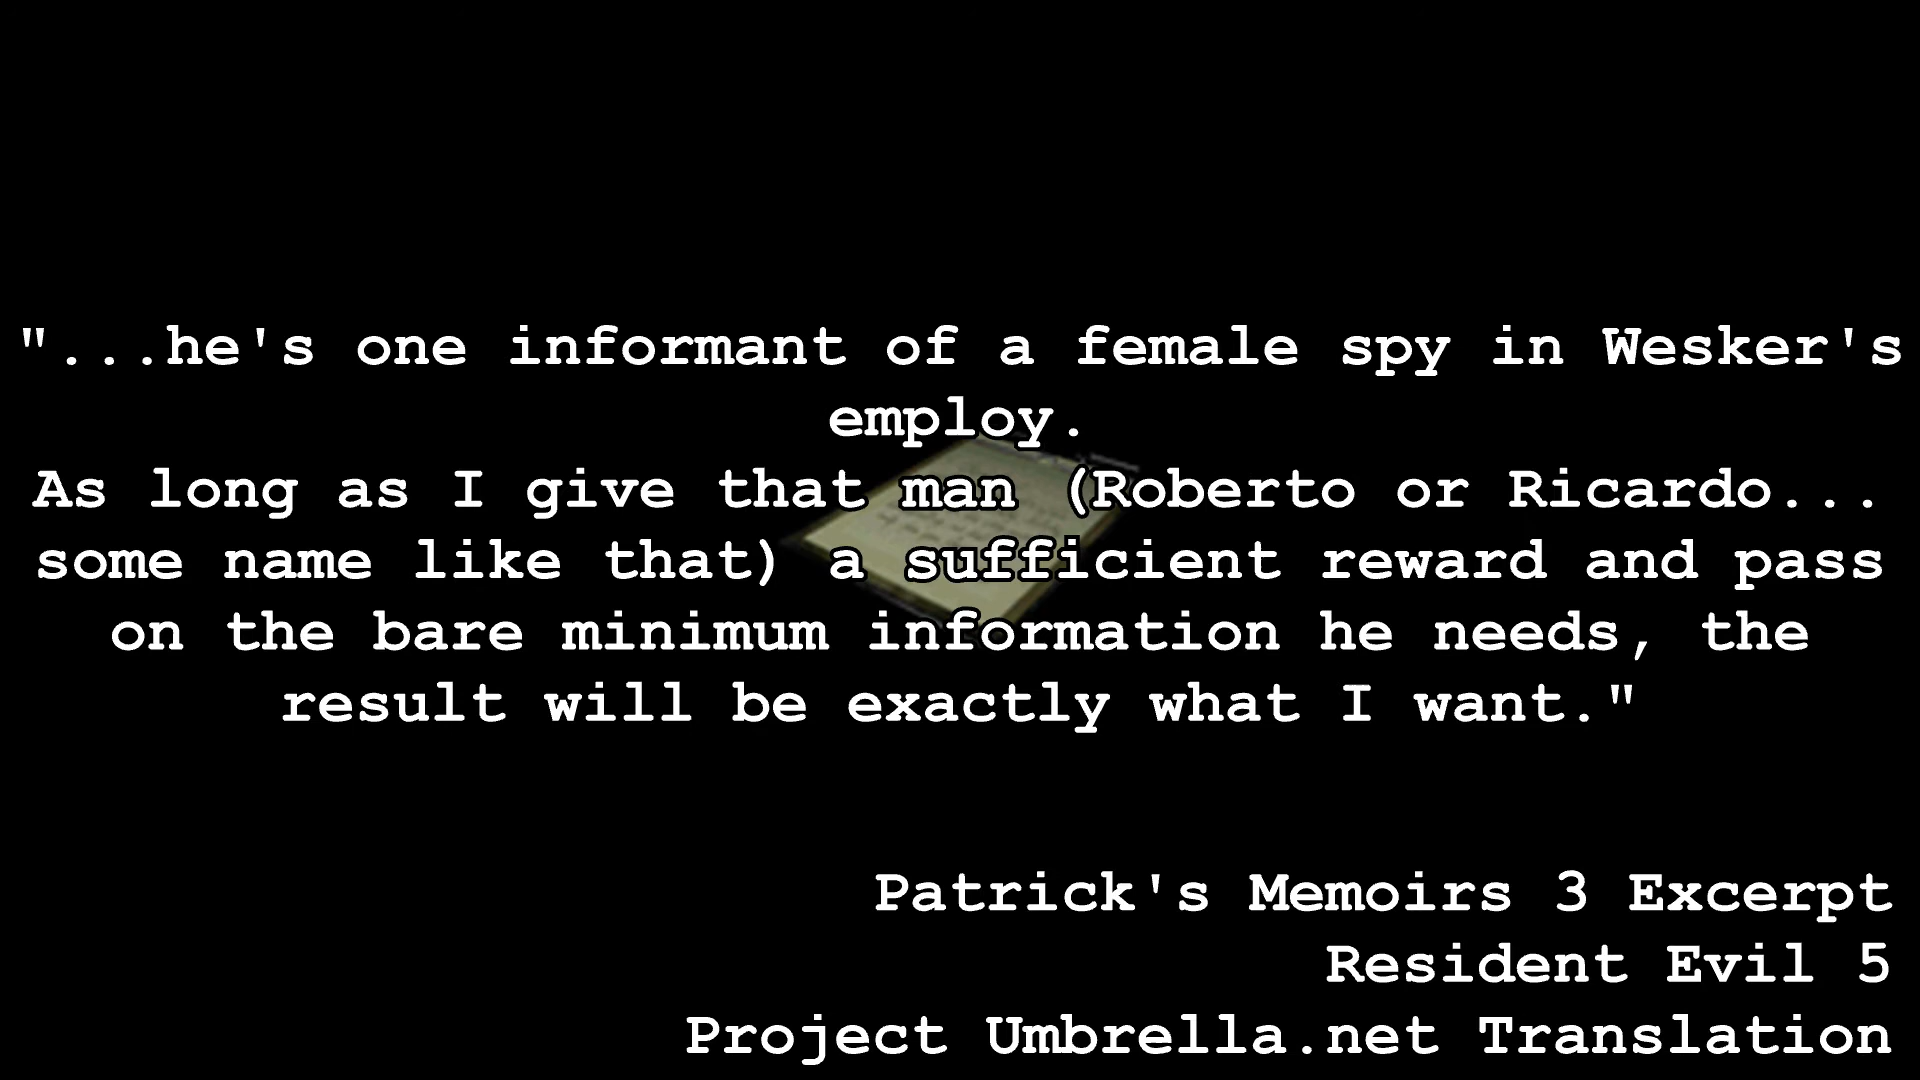 "...he's one informant of a female spy in Wesker's
employ.
As long as I give that man (Roberto or Ricardo...
some name like that) a sufficient reward and pass
on the bare minimum information he needs, the
result will be exactly what I want."
Patrick's Memoirs 3 Excerpt
Resident Evil 5
Project Umbrella.net Translation